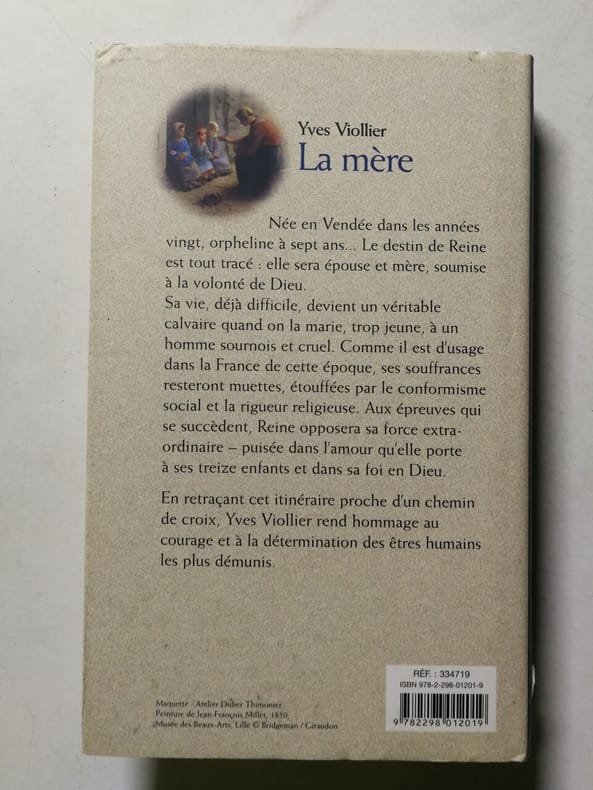 Yves Viollier
La mère
Née en Vendée dans les années
vingt, orpheline à sept ans... Le destin de Reine
est tout tracé : elle sera épouse et mère, soumise
à la volonté de Dieu.
Sa vie, déjà difficile, devient un véritable
calvaire quand on la marie, trop jeune, à un
homme sournois et cruel. Comme il est d'usage
dans la France de cette époque, ses souffrances
resteront muettes, étouffées par le conformisme
social et la rigueur religieuse. Aux épreuves qui
se succèdent, Reine opposera sa force extra-
ordinaire – puisée dans l'amour qu'elle porte
à ses treize enfants et dans sa foi en Dieu.
En retraçant cet itinéraire proche d'un chemin
de croix, Yves Viollier rend hommage au
courage et à la détermination des êtres humains
les plus démunis.
RÉF. : 334719
ISBN 978-2-298-01201-9
9 782298 012019
Maquette / Atelier Didier Thimonier
Peinture de Jean-François Millet, 1850,
Musée des Beaux-Arts, Lille © Bridgeman / Giraudon